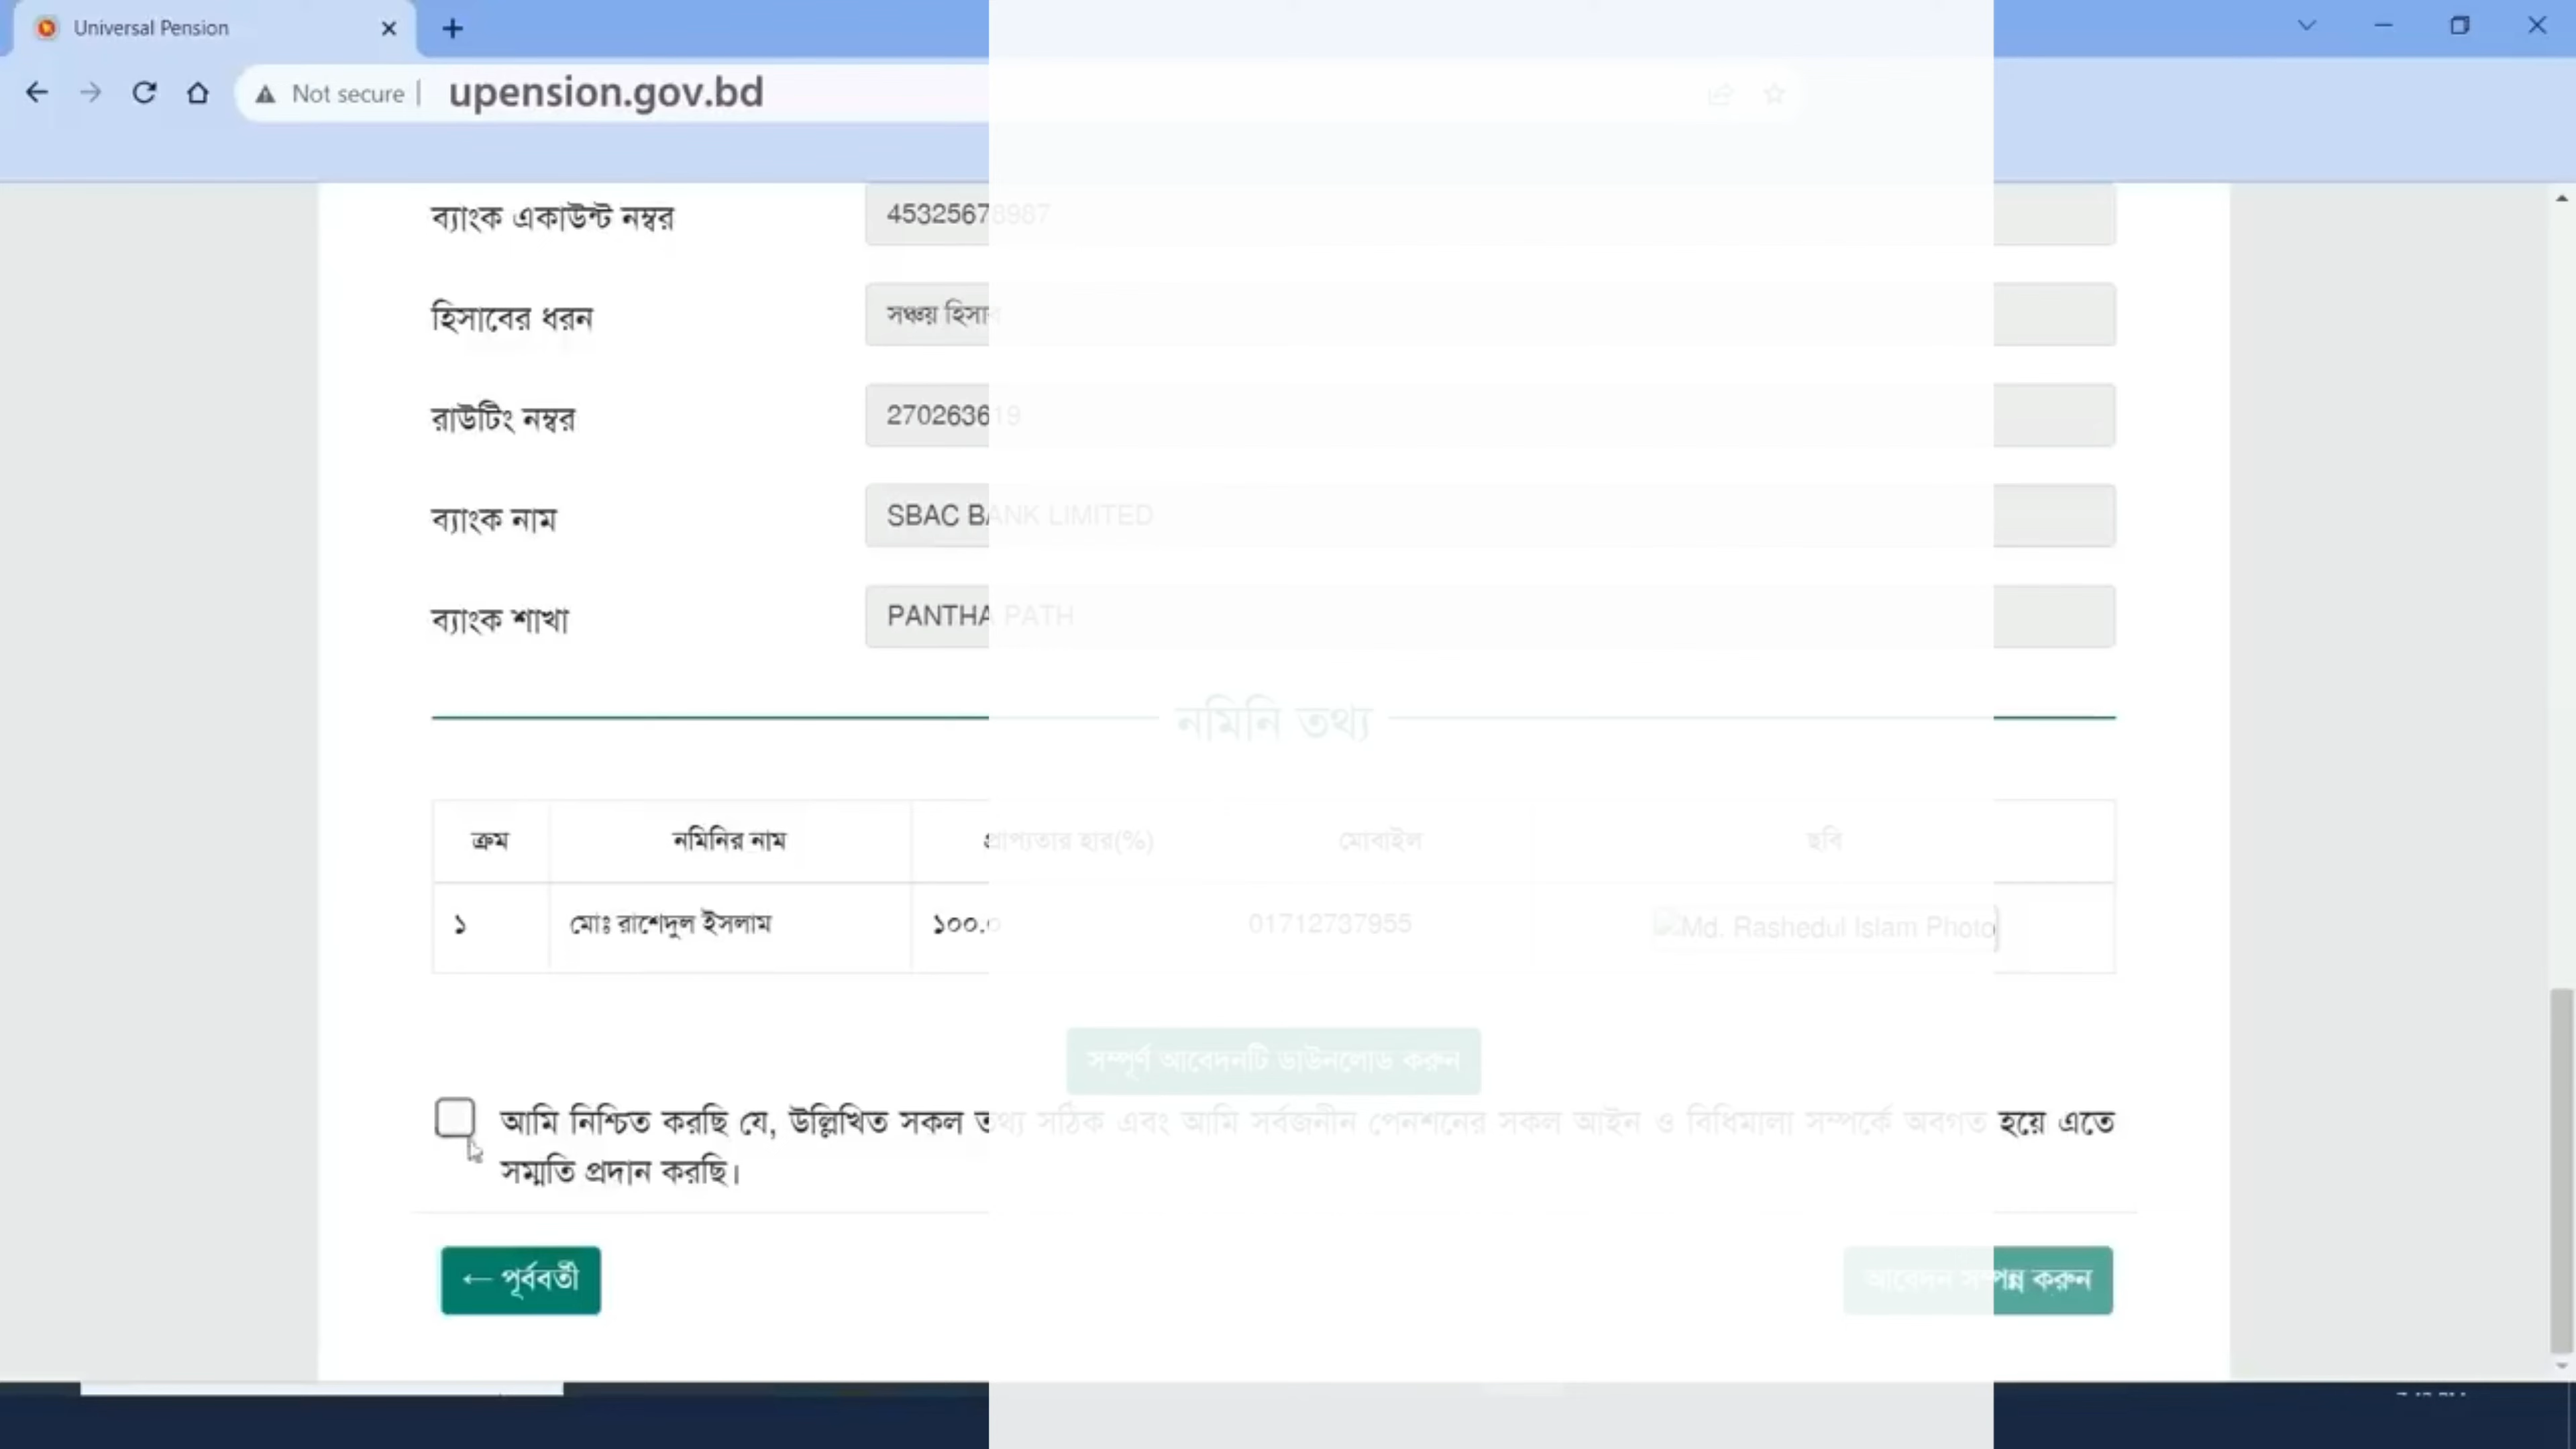 Universal Pension
Not secure | upension.gov.bd
ব্যাংক একাউন্ট নম্বর 45325678987
হিসাবের ধরন সঞ্চয় হিসাব
রাউটিং নম্বর 270263619
ব্যাংক নাম SBAC BANK LIMITED
ব্যাংক শাখা PANTHA PATH
নমিনি তথ্য
ক্রম নমিনির নাম প্রাপ্যতার হার(%) মোবাইল ছবি
১ মোঃ রাশেদুল ইসলাম ১০০.০ 01712737955 Md. Rashedul Islam Photo
সম্পূর্ণ আবেদনটি ডাউনলোড করুন
আমি নিশ্চিত করছি যে, উল্লিখিত সকল তথ্য সঠিক এবং আমি সর্বজনীন পেনশনের সকল আইন ও বিধিমালা সম্পর্কে অবগত হয়ে এতে
সম্মতি প্রদান করছি।
← পূর্ববর্তী আবেদন সম্পন্ন করুন